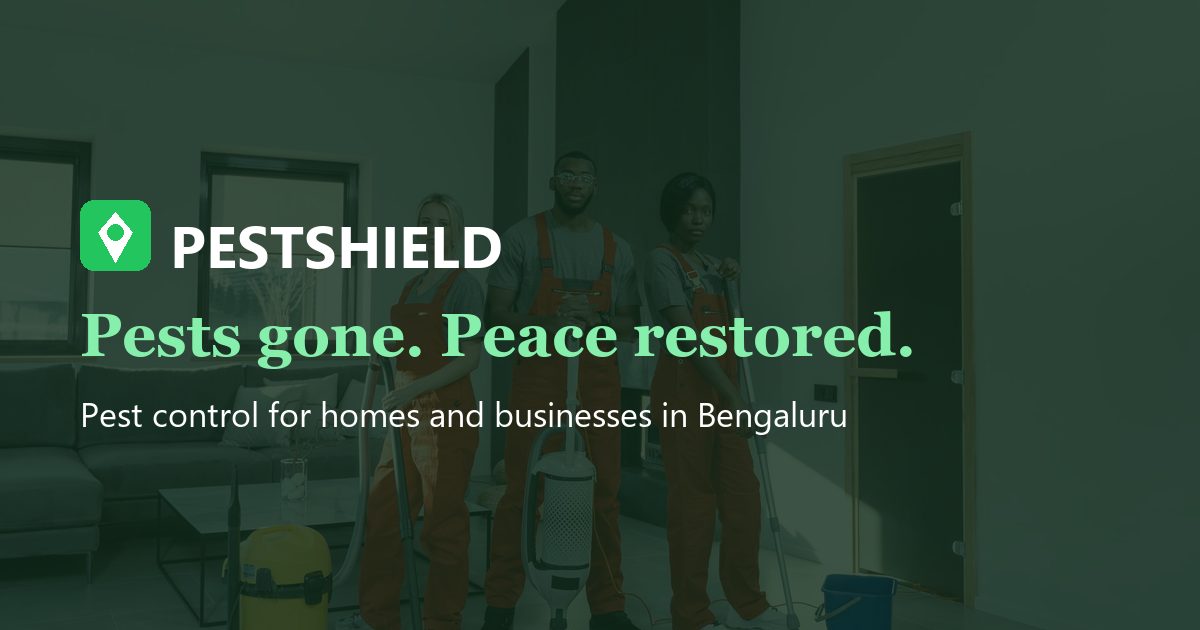 PESTSHIELD
Pests gone. Peace restored.
Pest control for homes and businesses in Bengaluru